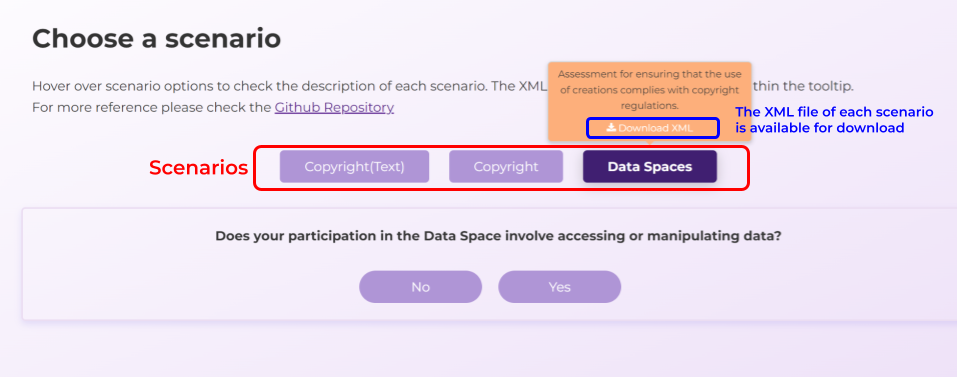 Choose a scenario
Assessment for ensuring that the use
of creations complies with copyright
regulations.
Download XML
Hover over scenario options to check the description of each scenario. The XML
thin the tooltip.
For more reference please check the Github Repository
The XML file of each scenario
is available for download
Scenarios
Copyright(Text)
Copyright
Data Spaces
Does your participation in the Data Space involve accessing or manipulating data?
No
Yes